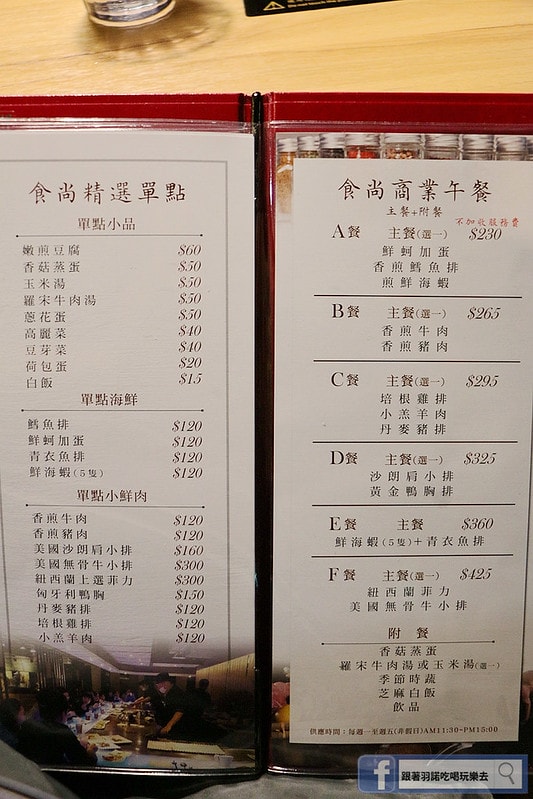 食尚精選單點
單點小品
嫩煎豆腐 $60
香菇蒸蛋 $50
玉米湯 $50
羅宋牛肉湯 $50
蔥花蛋 $50
高麗菜 $40
豆芽菜 $40
荷包蛋 $20
白飯 $15
單點海鮮
鱈魚排 $120
鮮蚵加蛋 $120
青衣魚排 $120
鮮海蝦(5隻) $120
單點小鮮肉
香煎牛肉 $120
香煎豬肉 $120
美國沙朗肩小排 $160
美國無骨牛小排 $300
紐西蘭上選菲力 $300
匈牙利鴨胸 $150
丹麥豬排 $120
培根雞排 $120
小羔羊肉 $120
食尚商業午餐
主餐+附餐
不加收服務費
A餐 主餐(選一) $230
鮮蚵加蛋
香煎鱈魚排
煎鮮海蝦
B餐 主餐(選一) $265
香煎牛肉
香煎豬肉
C餐 主餐(選一) $295
培根雞排
小羔羊肉
丹麥豬排
D餐 主餐(選一) $325
沙朗肩小排
黃金鴨胸排
E餐 主餐 $360
鮮海蝦(5隻)+青衣魚排
F餐 主餐(選一) $425
紐西蘭菲力
美國無骨牛小排
附餐
香菇蒸蛋
羅宋牛肉湯或玉米湯(選一)
季節時蔬
芝麻白飯
飲品
供應時間：每週一至週五(非假日)AM11:30~PM15:00
f 跟著羽諾吃喝玩樂去